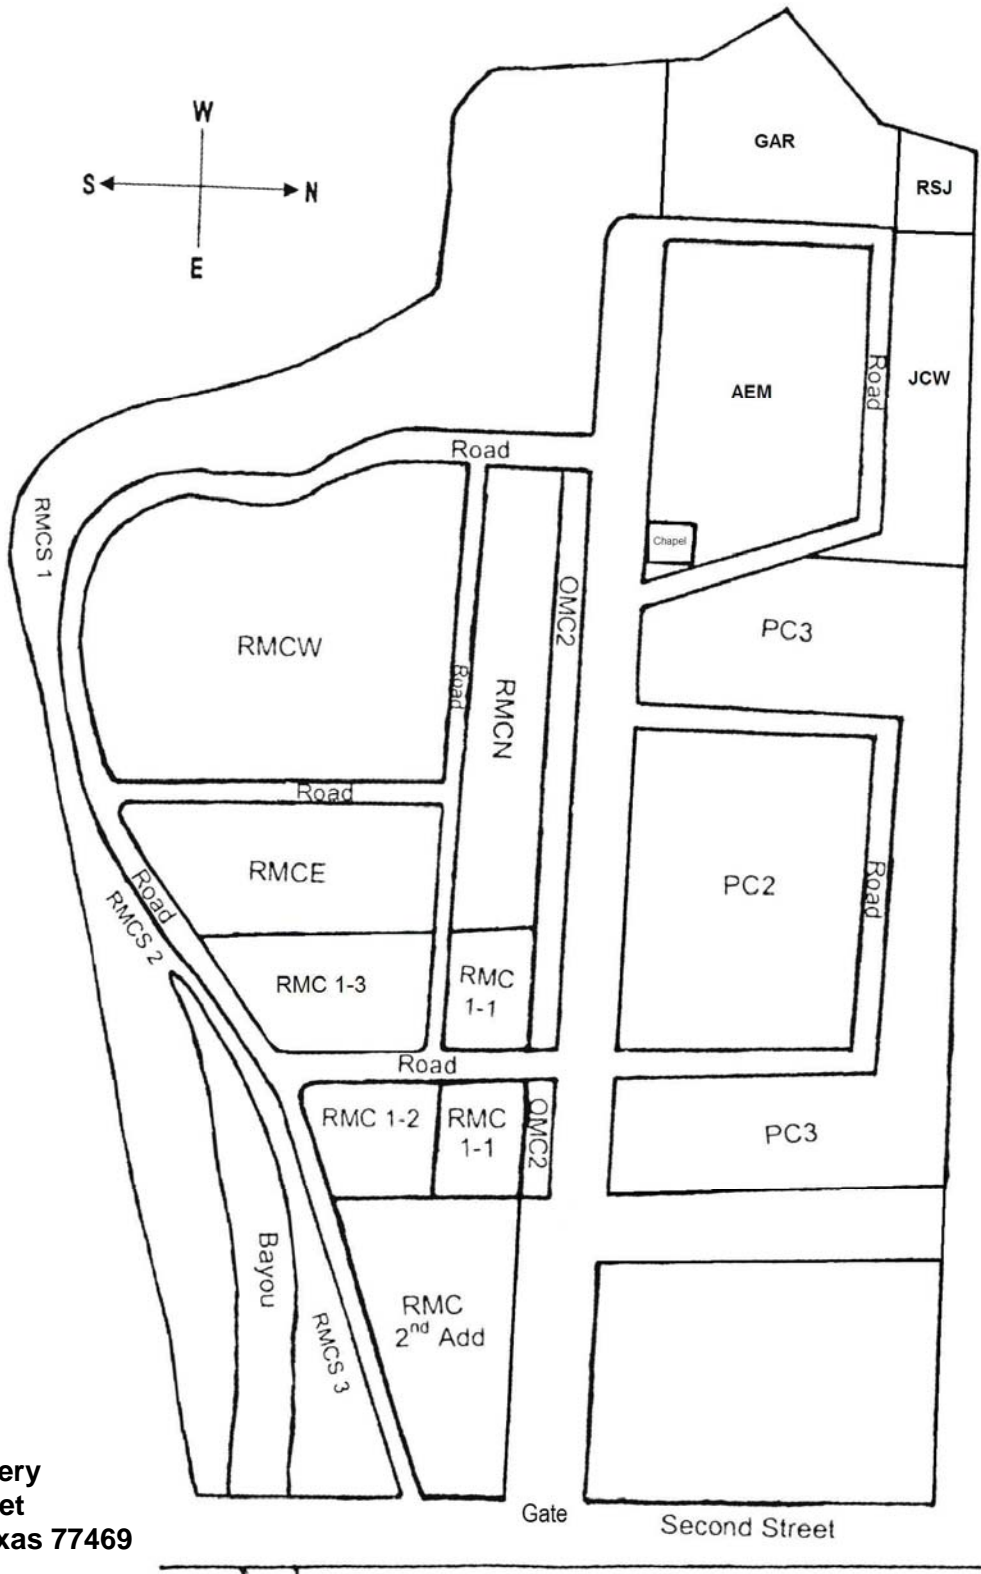 W
S
N
E
GAR
RSJ
Road
JCW
AEM
Road
RMCS 1
Chapel
OMC2
RMCW
PC3
Road
RMCN
Road
RMCE
PC2
Road
Road
RMCS 2
RMC 1-3
RMC
1-1
Road
RMC 1-2
RMC
1-1
OMC2
PC3
Bayou
RMC
2nd Add
RMCS 3
ery
et
xas 77469
Gate
Second Street